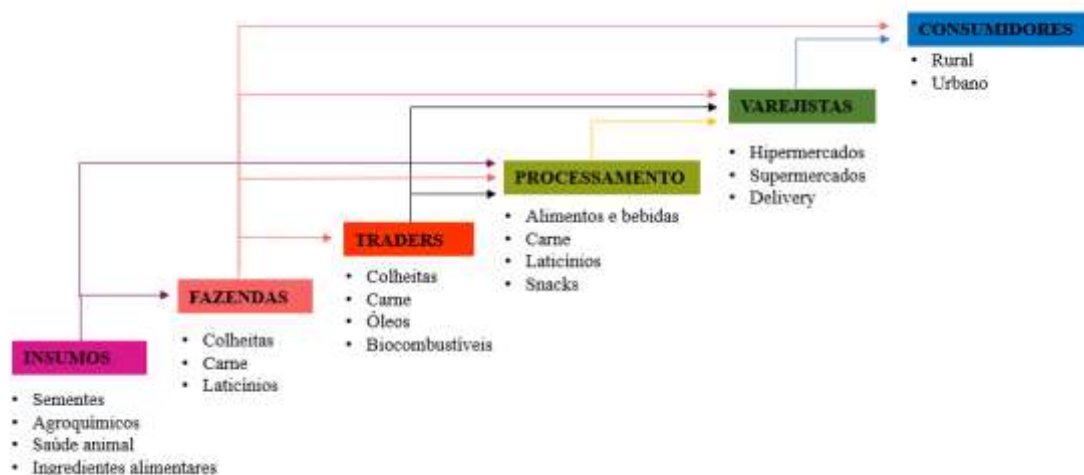 CONSUMIDORES
• Rural
• Urbano
VAREJISTAS
• Hipermercados
• Supermercados
• Delivery
PROCESSAMENTO
• Alimentos e bebidas
• Carne
• Laticínios
• Snacks
TRADERS
• Colheitas
• Carne
• Óleos
• Biocombustíveis
FAZENDAS
• Colheitas
• Carne
• Laticínios
INSUMOS
• Sementes
• Agroquímicos
• Saúde animal
• Ingredientes alimentares